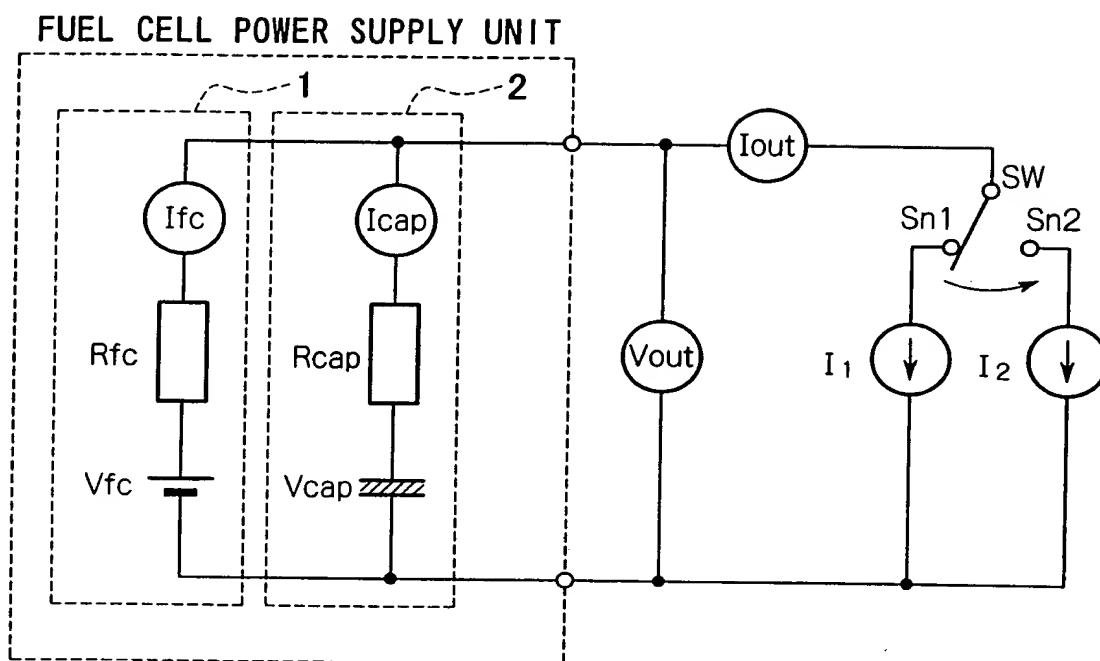 FUEL CELL POWER SUPPLY UNIT
1
2
Iout
SW
Ifc
Icap
Sn1
Sn2
Rfc
Rcap
Vout
I1
I2
Vfc
Vcap